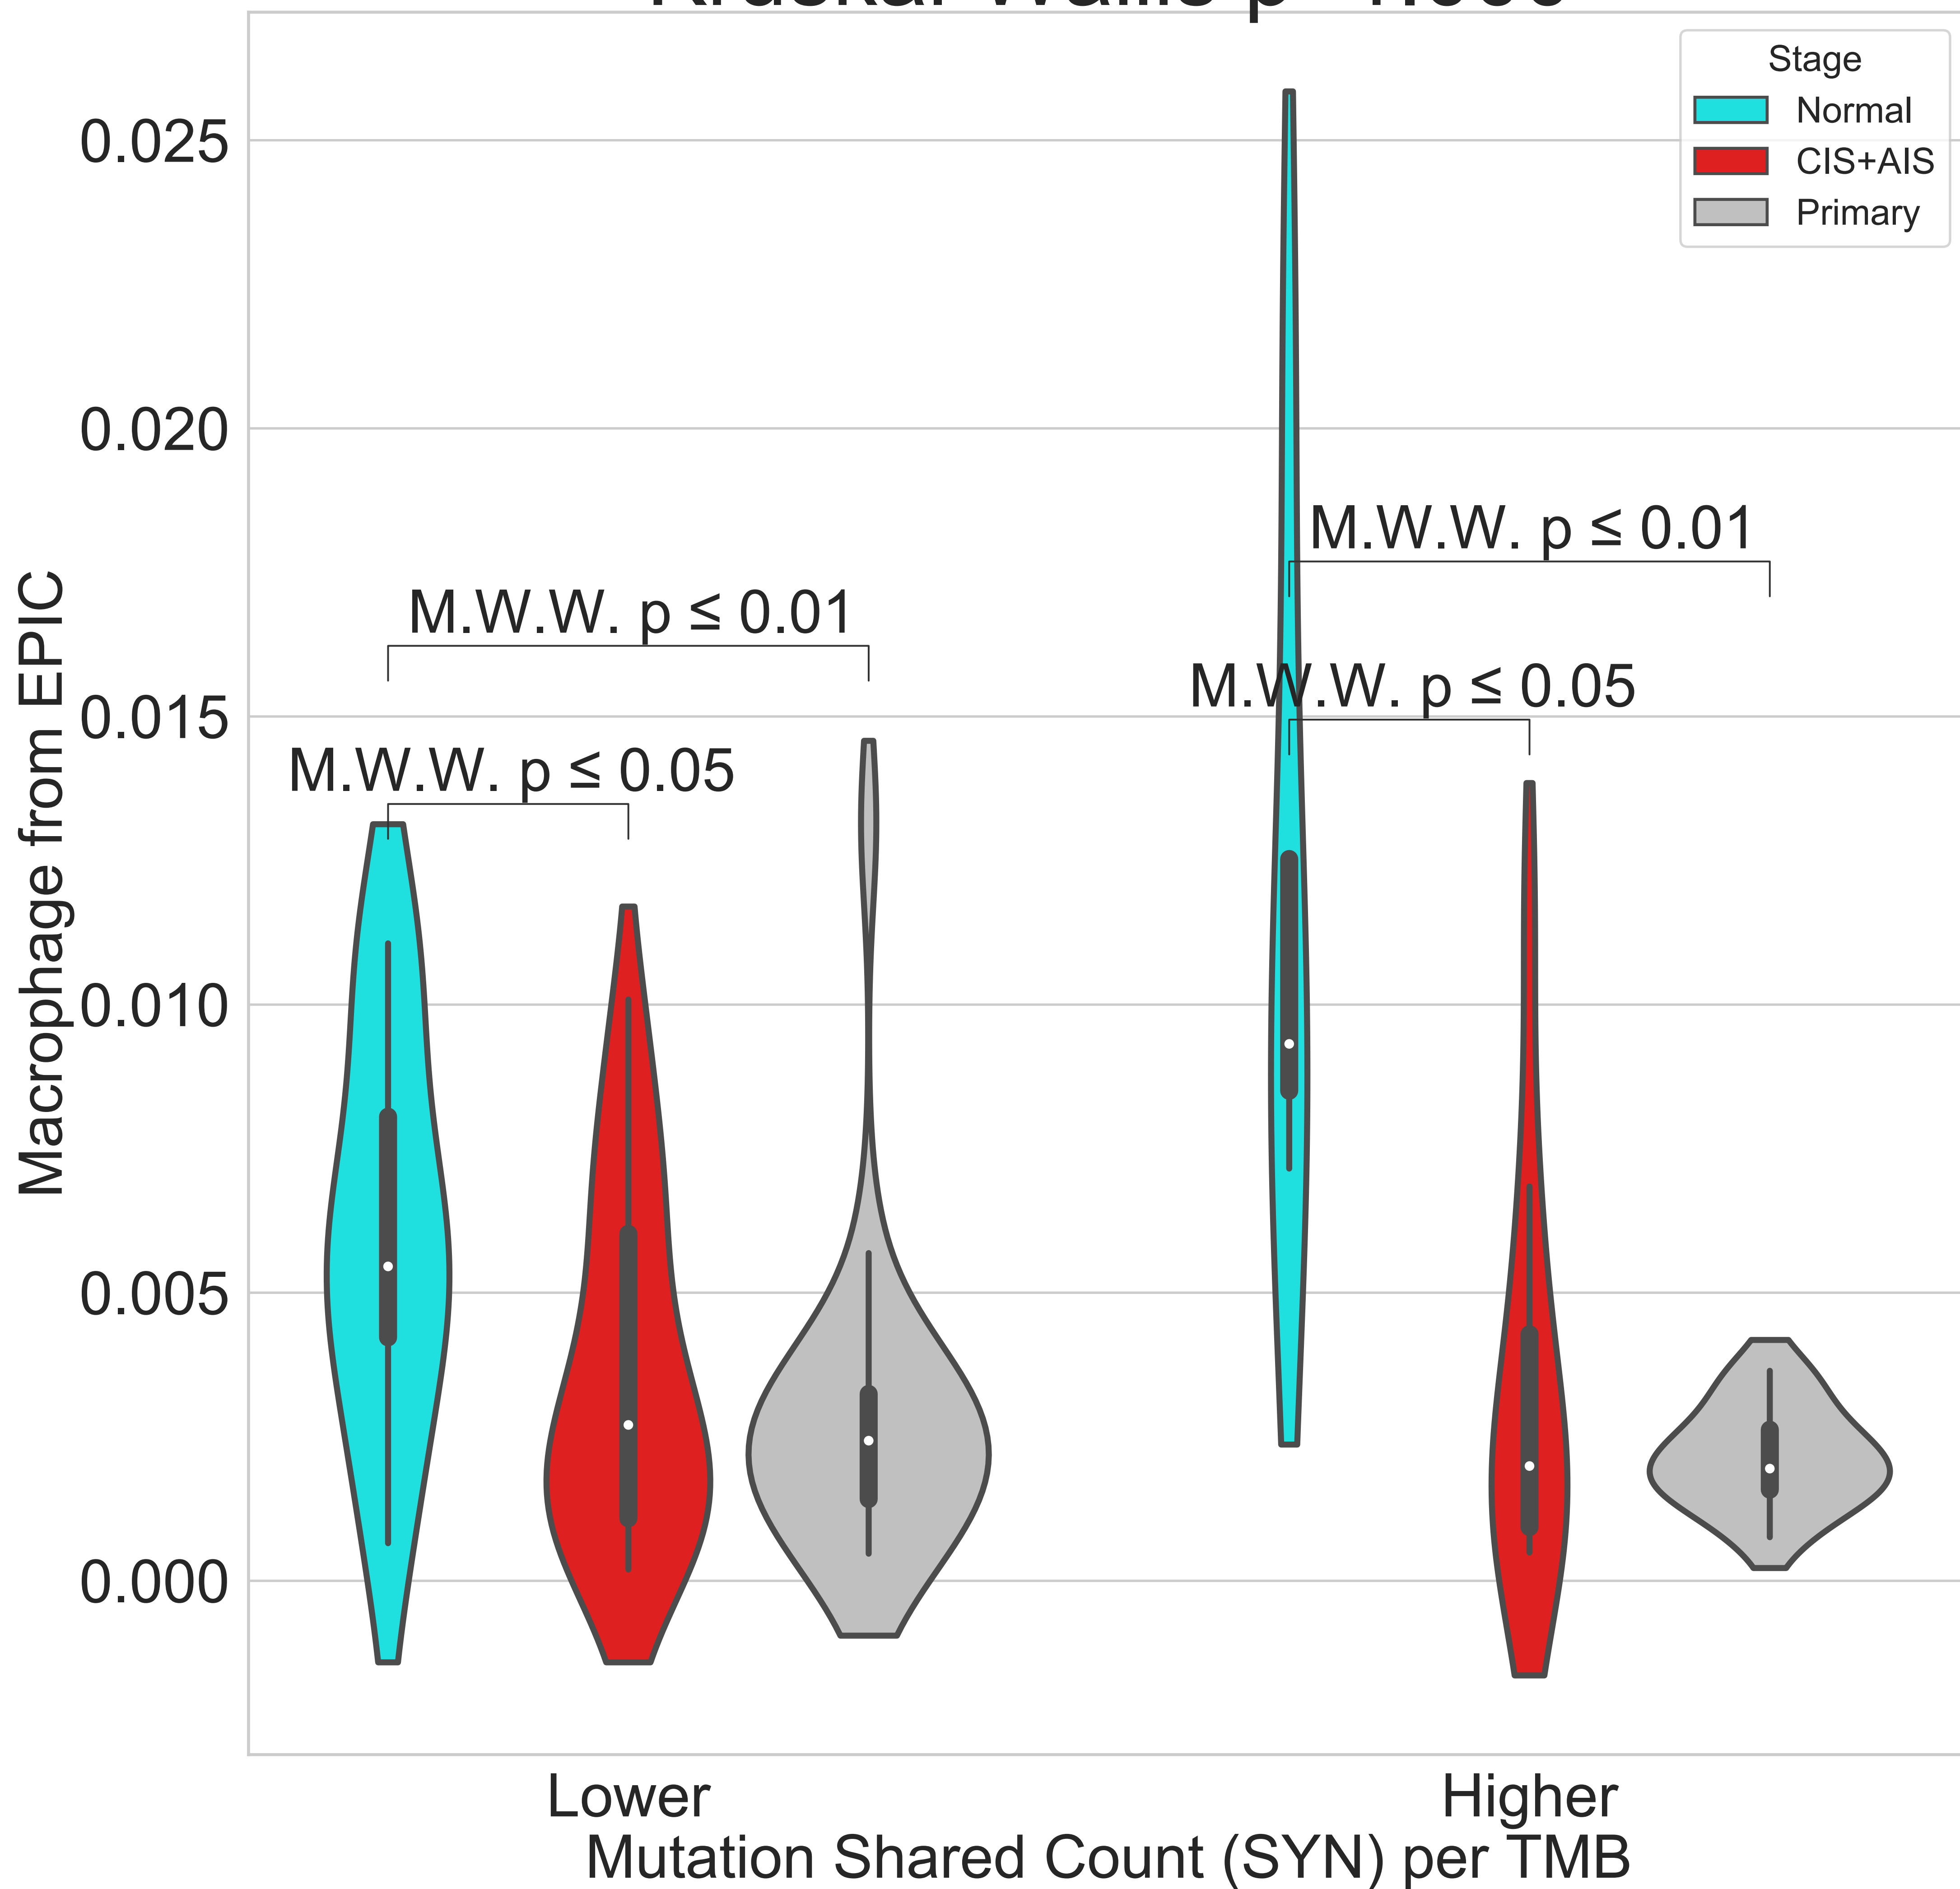 Stage
Normal
CIS+AIS
Primary
0.025
0.020
0.015
0.010
0.005
0.000
Macrophage from EPIC
M.W.W. p ≤ 0.01
M.W.W. p ≤ 0.05
M.W.W. p ≤ 0.01
M.W.W. p ≤ 0.05
Lower
Higher
Mutation Shared Count (SYN) per TMB